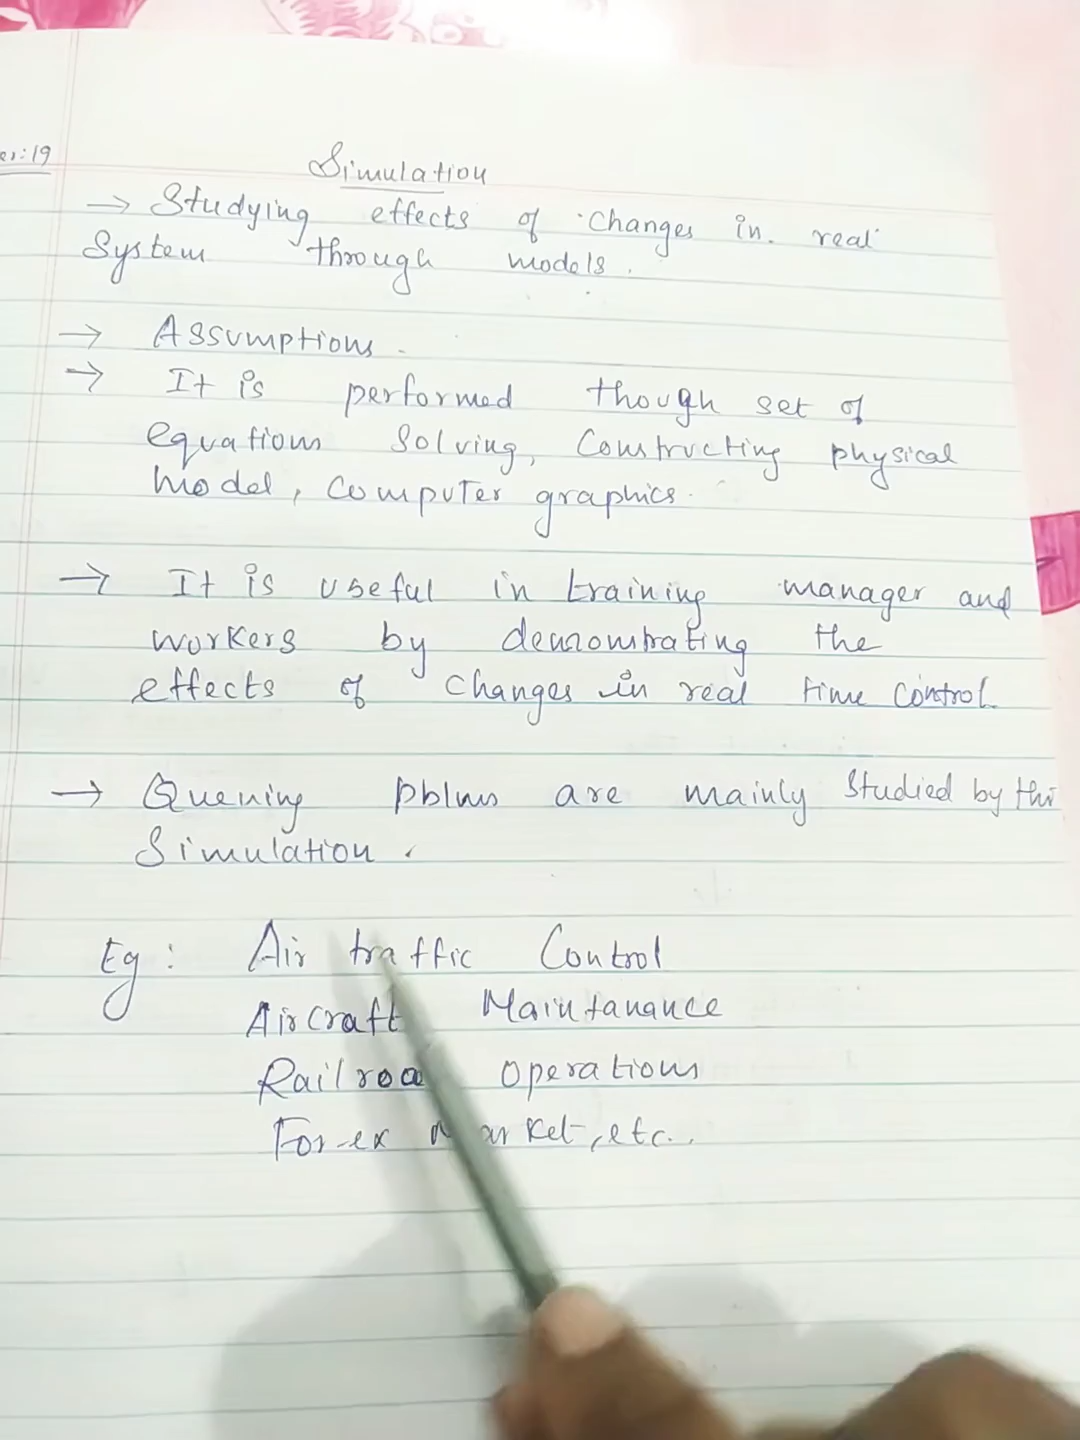 :19
Simulation
→ Studying effects of changes in real
System through models.
→ Assumptions.
→ It is performed though set of
equations solving, Constructing physical
model, computer graphics.
→ It is useful in training manager and
workers by the
effects of changes in real time control
→ Queuing pblms are mainly studied by thi
Simulation.
Eg: Air traffic Control
Aircraft Maintanance
Railroa operations
For-ex Market, etc..